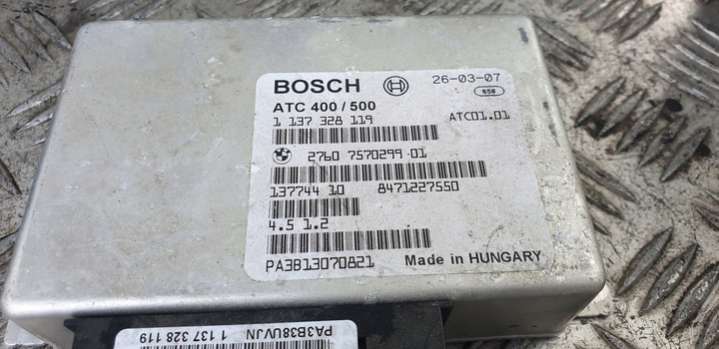 BOSCH 26-03-07
ATC 400 / 500
1 137 328 119 ATC01.01
2760 7570299-01
137744 10 8471227550
4.5 1.2
PA3B13070821 Made in HUNGARY
PA3B38UVJN 1 137 328 119